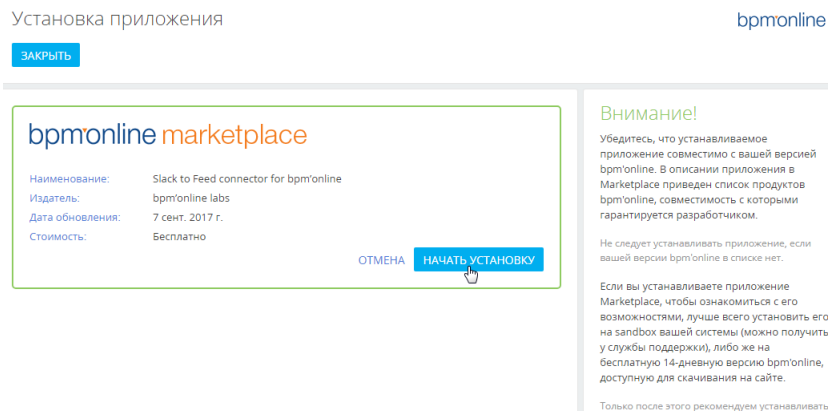 Установка приложения
bpm'online
ЗАКРЫТЬ
bpm'online marketplace
Наименование: Slack to Feed connector for bpm'online
Издатель: bpm'online labs
Дата обновления: 7 сент. 2017 г.
Стоимость: Бесплатно
ОТМЕНА НАЧАТЬ УСТАНОВКУ
Внимание!
Убедитесь, что устанавливаемое
приложение совместимо с вашей версией
bpm'online. В описании приложения в
Marketplace приведен список продуктов
bpm'online, совместимость с которыми
гарантируется разработчиком.
Не следует устанавливать приложение, если
вашей версии bpm'online в списке нет.
Если вы устанавливаете приложение
Marketplace, чтобы ознакомиться с его
возможностями, лучше всего установить его
на sandbox вашей системы (можно получить
у службы поддержки), либо же на
бесплатную 14-дневную версию bpm'online,
доступную для скачивания на сайте.
Только после этого рекомендуем устанавливать